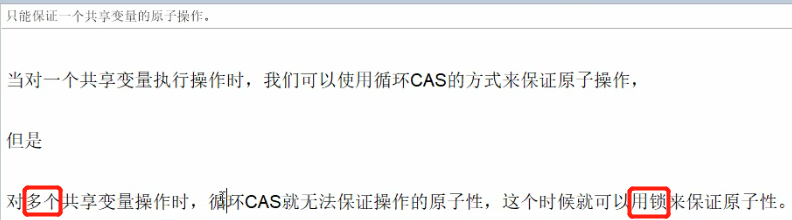 只能保证一个共享变量的原子操作。
当对一个共享变量执行操作时，我们可以使用循环CAS的方式来保证原子操作，
但是
对多个共享变量操作时，循环CAS就无法保证操作的原子性，这个时候就可以用锁来保证原子性。